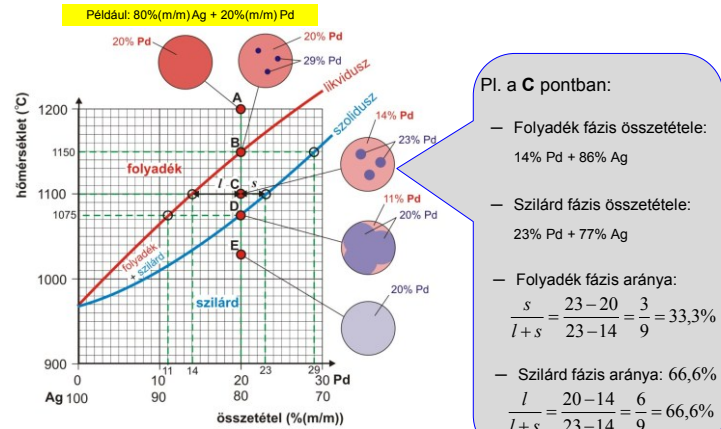 Például: 80%(m/m) Ag + 20%(m/m) Pd
20% Pd
20% Pd
29% Pd
hőmérséklet (°C)
1200
1150
1100
1075
1000
900
A
B
C
D
E
l
s
likvidusz
szolidusz
folyadék
folyadék
+ szilárd
szilárd
14% Pd
23% Pd
11% Pd
20% Pd
20% Pd
0 10 11 14 20 23 29 30 Pd
Ag 100 90 80 70
összetétel (%(m/m))
Pl. a C pontban:
– Folyadék fázis összetétele:
14% Pd + 86% Ag
– Szilárd fázis összetétele:
23% Pd + 77% Ag
– Folyadék fázis aránya:
s/(l+s) = (23−20)/(23−14) = 3/9 = 33,3%
– Szilárd fázis aránya: 66,6%
l/(l+s) = (20−14)/(23−14) = 6/9 = 66,6%